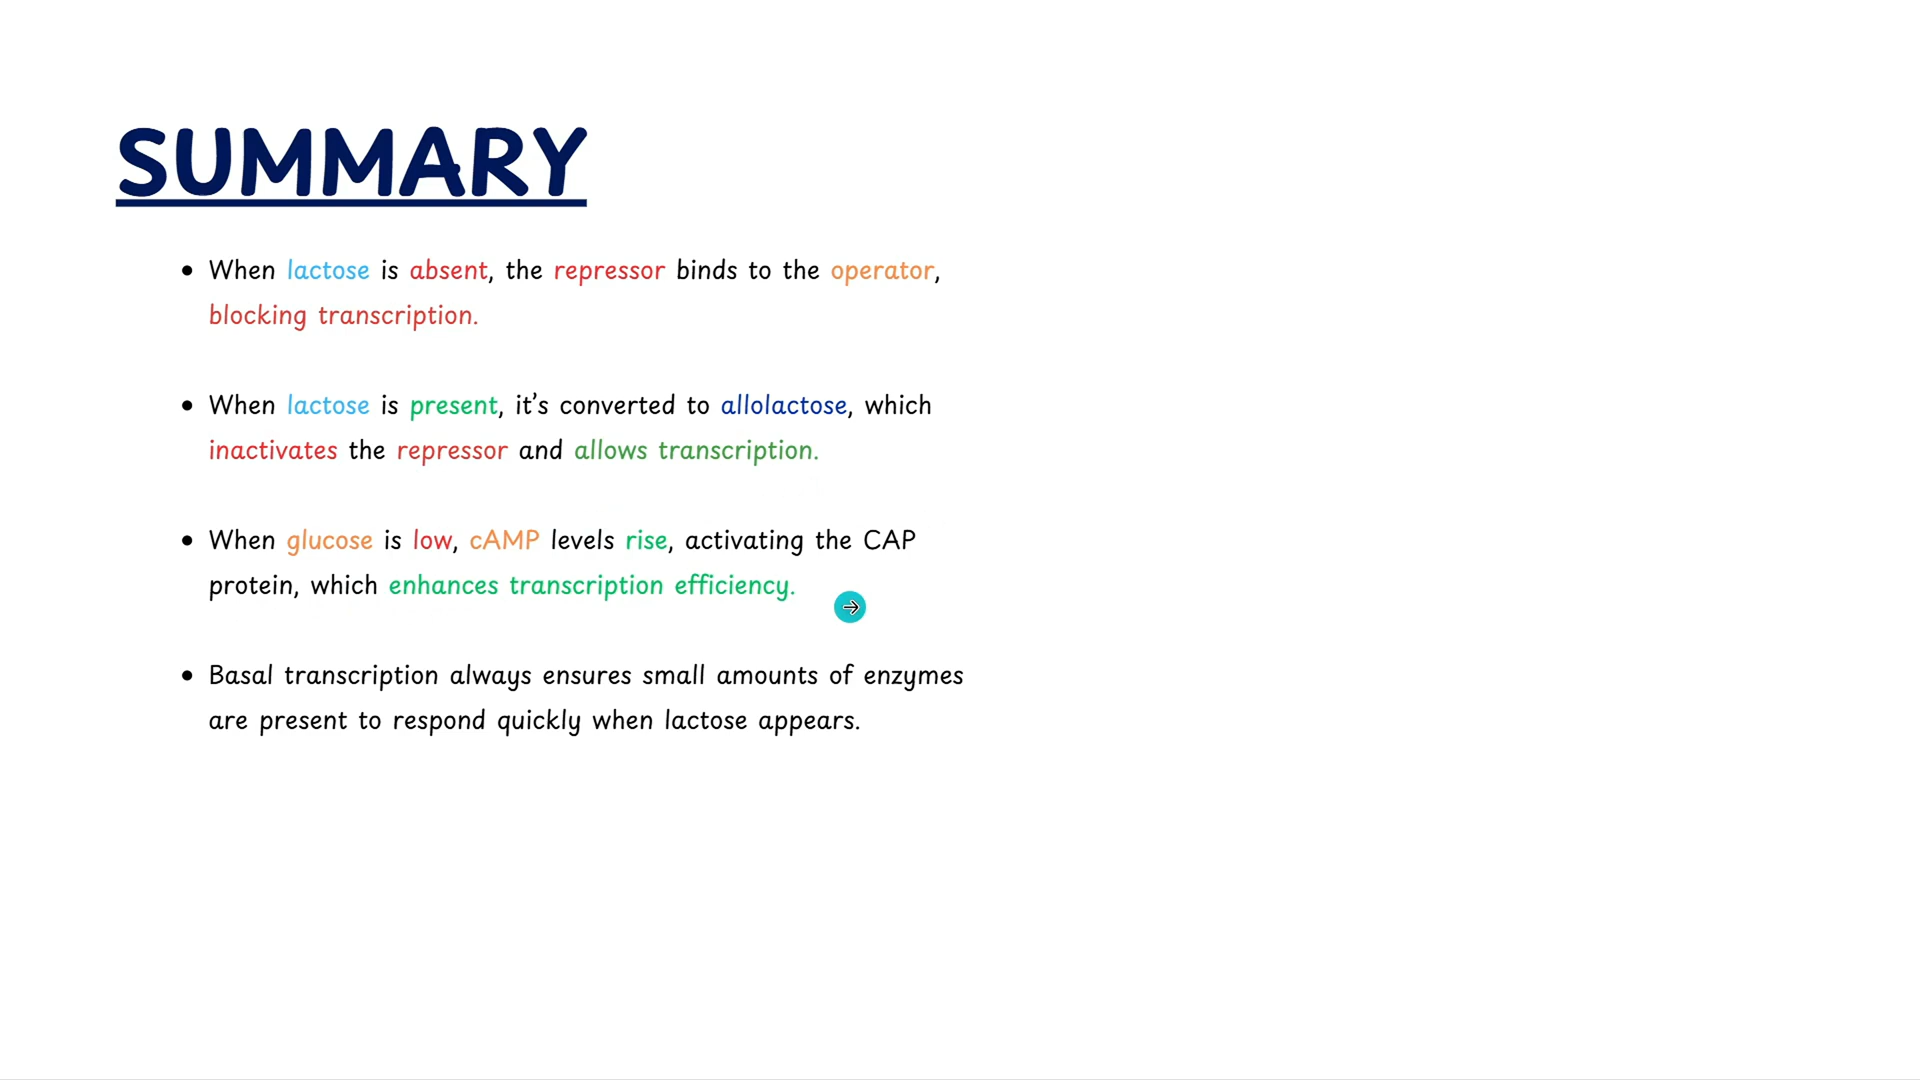 SUMMARY
• When lactose is absent, the repressor binds to the operator,
blocking transcription.
• When lactose is present, it’s converted to allolactose, which
inactivates the repressor and allows transcription.
• When glucose is low, cAMP levels rise, activating the CAP
protein, which enhances transcription efficiency.
• Basal transcription always ensures small amounts of enzymes
are present to respond quickly when lactose appears.